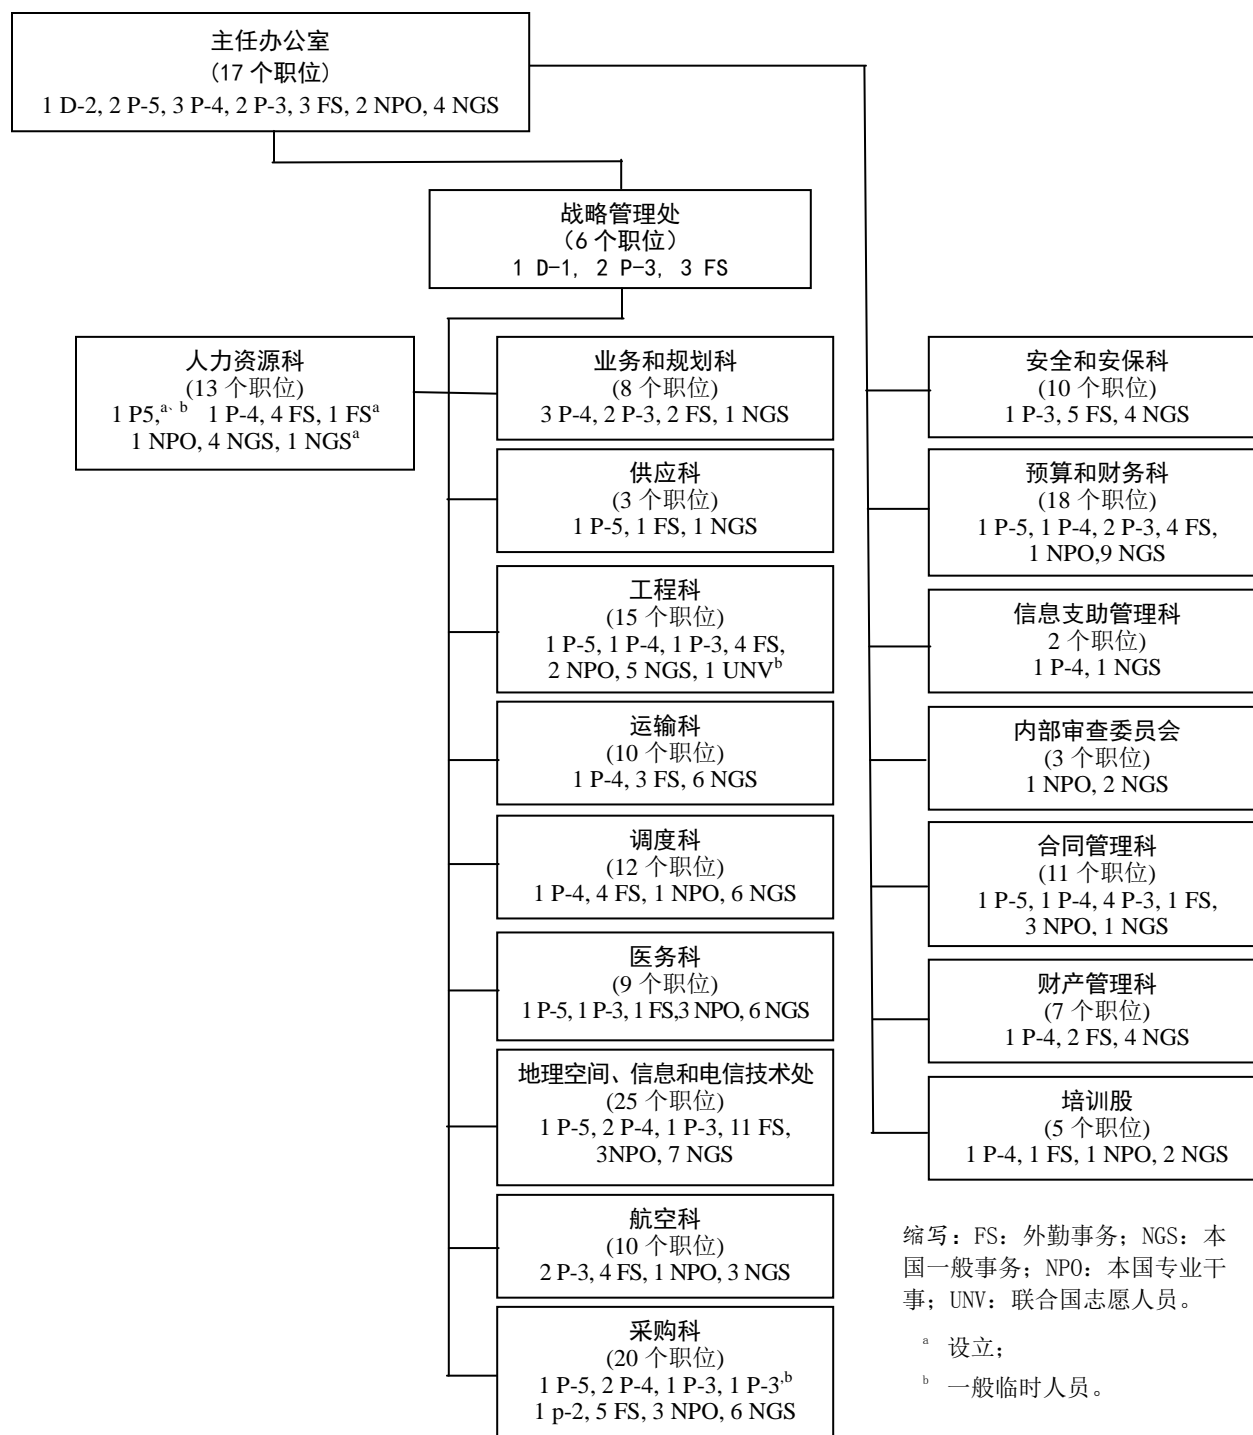 主任办公室
(17 个职位)
1 D-2, 2 P-5, 3 P-4, 2 P-3, 3 FS, 2 NPO, 4 NGS
战略管理处
(6 个职位)
1 D-1, 2 P-3, 3 FS
人力资源科
(13 个职位)
1 P5,a、b 1 P-4, 4 FS, 1 FSa
1 NPO, 4 NGS, 1 NGSa
业务和规划科
(8 个职位)
3 P-4, 2 P-3, 2 FS, 1 NGS
供应科
(3 个职位)
1 P-5, 1 FS, 1 NGS
工程科
(15 个职位)
1 P-5, 1 P-4, 1 P-3, 4 FS,
2 NPO, 5 NGS, 1 UNVb
运输科
(10 个职位)
1 P-4, 3 FS, 6 NGS
调度科
(12 个职位)
1 P-4, 4 FS, 1 NPO, 6 NGS
医务科
(9 个职位)
1 P-5, 1 P-3, 1 FS,3 NPO, 6 NGS
地理空间、信息和电信技术处
(25 个职位)
1 P-5, 2 P-4, 1 P-3, 11 FS,
3NPO, 7 NGS
航空科
(10 个职位)
2 P-3, 4 FS, 1 NPO, 3 NGS
采购科
(20 个职位)
1 P-5, 2 P-4, 1 P-3, 1 P-3,b
1 p-2, 5 FS, 3 NPO, 6 NGS
安全和安保科
(10 个职位)
1 P-3, 5 FS, 4 NGS
预算和财务科
(18 个职位)
1 P-5, 1 P-4, 2 P-3, 4 FS,
1 NPO,9 NGS
信息支助管理科
2 个职位)
1 P-4, 1 NGS
内部审查委员会
(3 个职位)
1 NPO, 2 NGS
合同管理科
(11 个职位)
1 P-5, 1 P-4, 4 P-3, 1 FS,
3 NPO, 1 NGS
财产管理科
(7 个职位)
1 P-4, 2 FS, 4 NGS
培训股
(5 个职位)
1 P-4, 1 FS, 1 NPO, 2 NGS
缩写：FS：外勤事务；NGS：本
国一般事务；NPO：本国专业干
事；UNV：联合国志愿人员。
a 设立；
b 一般临时人员。